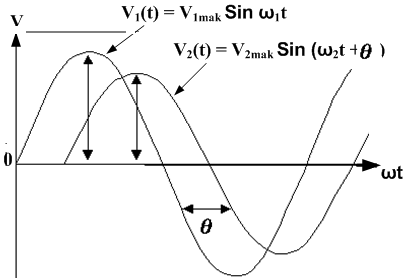 V₁(t) = V₁mak Sin ω₁t
V
V₂(t) = V₂mak Sin (ω₂t +θ )
0
ωt
θ